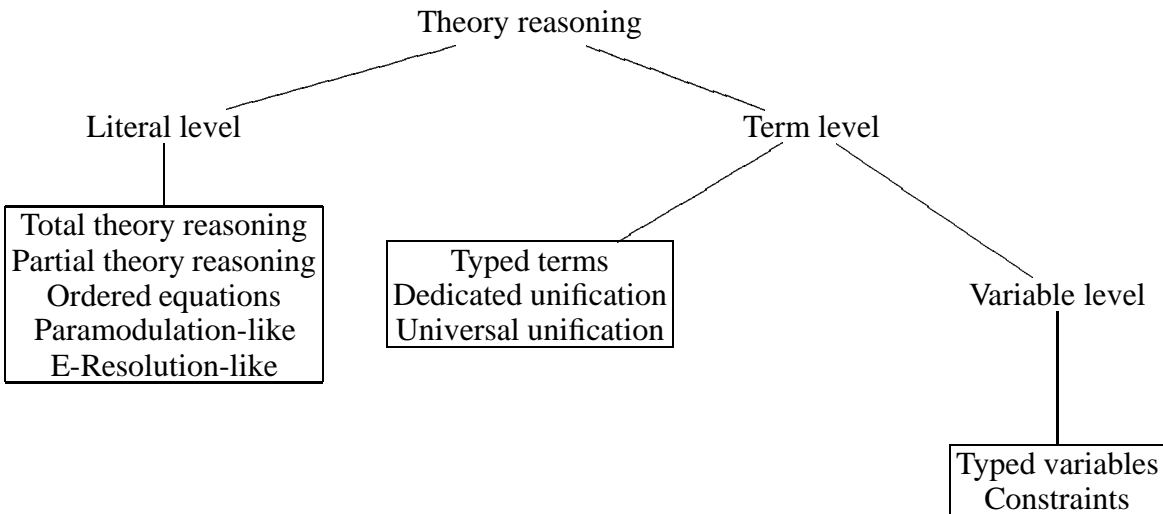 Theory reasoning
Literal level
Term level
Total theory reasoning
Partial theory reasoning
Ordered equations
Paramodulation-like
E-Resolution-like
Typed terms
Dedicated unification
Universal unification
Variable level
Typed variables
Constraints